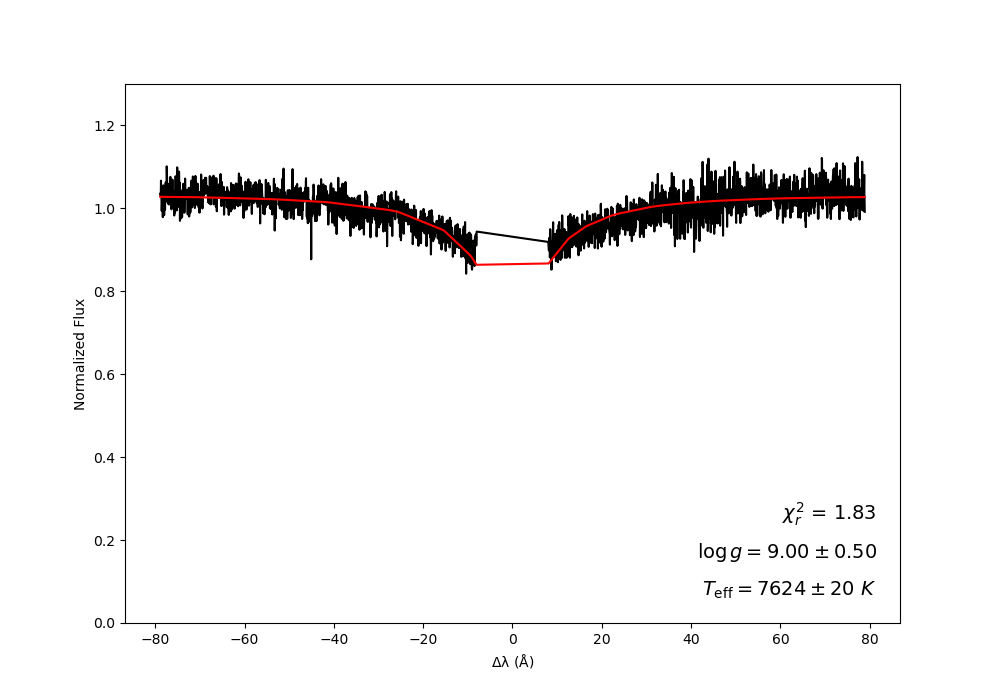 1.2
1.0
0.8
0.6
0.4
0.2
0.0
Normalized Flux
χ²ᵣ = 1.83
log g = 9.00 ± 0.50
T_eff = 7624 ± 20 K
−80 −60 −40 −20 0 20 40 60 80
Δλ (Å)